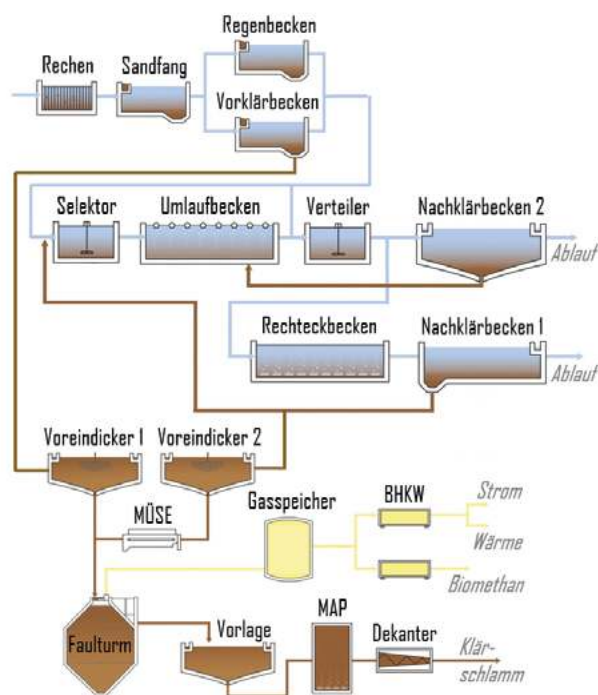 Regenbecken
Rechen
Sandfang
Vorklärbecken
Selektor
Umlaufbecken
Verteiler
Nachklärbecken 2
Ablauf
Rechteckbecken
Nachklärbecken 1
Ablauf
Voreindicker 1
Voreindicker 2
Gasspeicher
BHKW
Strom
MÜSE
Wärme
Biomethan
MAP
Faulturm
Vorlage
Dekanter
Klär-
schlamm